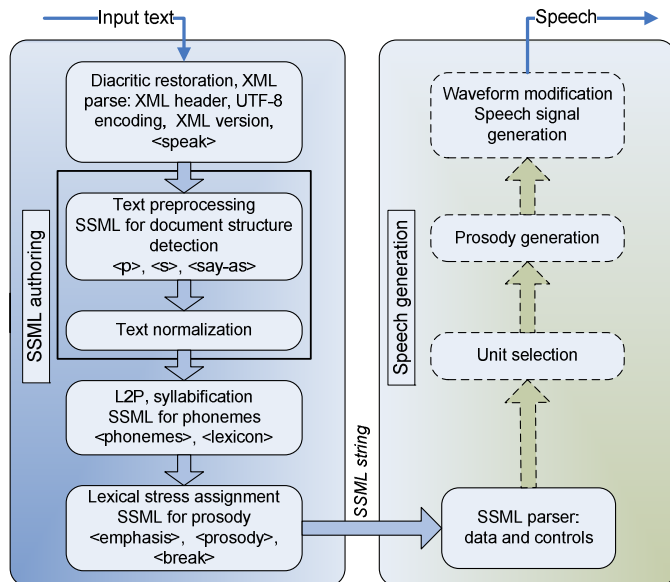 Input text
Diacritic restoration, XML
parse: XML header, UTF-8
encoding, XML version,
<speak>
SSML authoring
Text preprocessing
SSML for document structure
detection
<p>, <s>, <say-as>
Text normalization
L2P, syllabification
SSML for phonemes
<phonemes>, <lexicon>
Lexical stress assignment
SSML for prosody
<emphasis>, <prosody>,
<break>
SSML string
Speech
Waveform modification
Speech signal
generation
Prosody generation
Speech generation
Unit selection
SSML parser:
data and controls